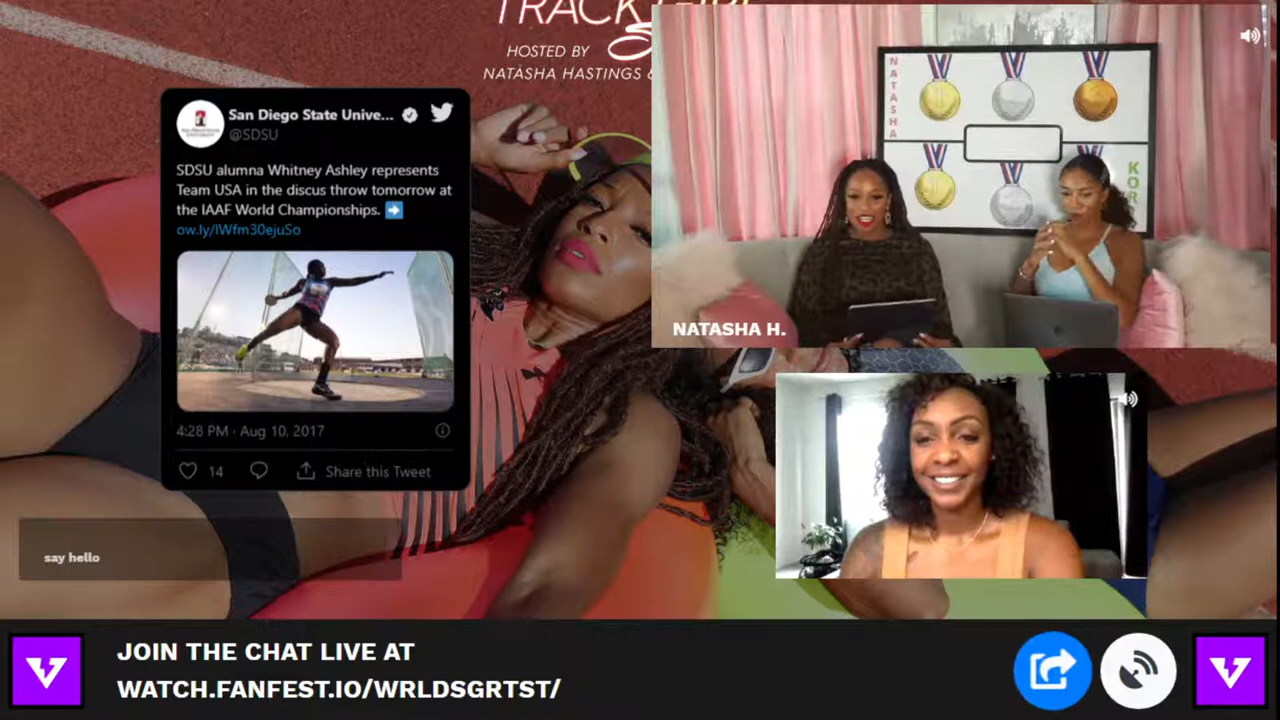 HOSTED BY
NATASHA HASTINGS &
San Diego State Unive...
@SDSU
SDSU alumna Whitney Ashley represents
Team USA in the discus throw tomorrow at
the IAAF World Championships. ➡️
ow.ly/IWfm30ejuSo
4:28 PM · Aug 10, 2017
14
Share this Tweet
NATASHA
KOR
NATASHA H.
say hello
JOIN THE CHAT LIVE AT
WATCH.FANFEST.IO/WRLDSGRTST/